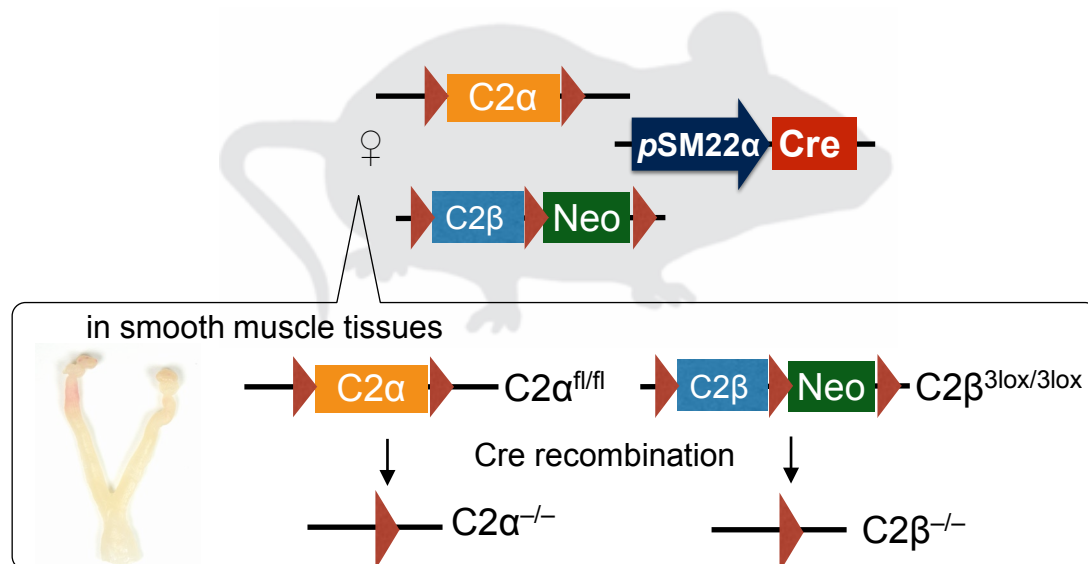 C2α
pSM22α Cre
♀
C2β Neo
in smooth muscle tissues
C2α C2α^fl/fl C2β Neo C2β^3lox/3lox
Cre recombination
C2α^–/– C2β^–/–